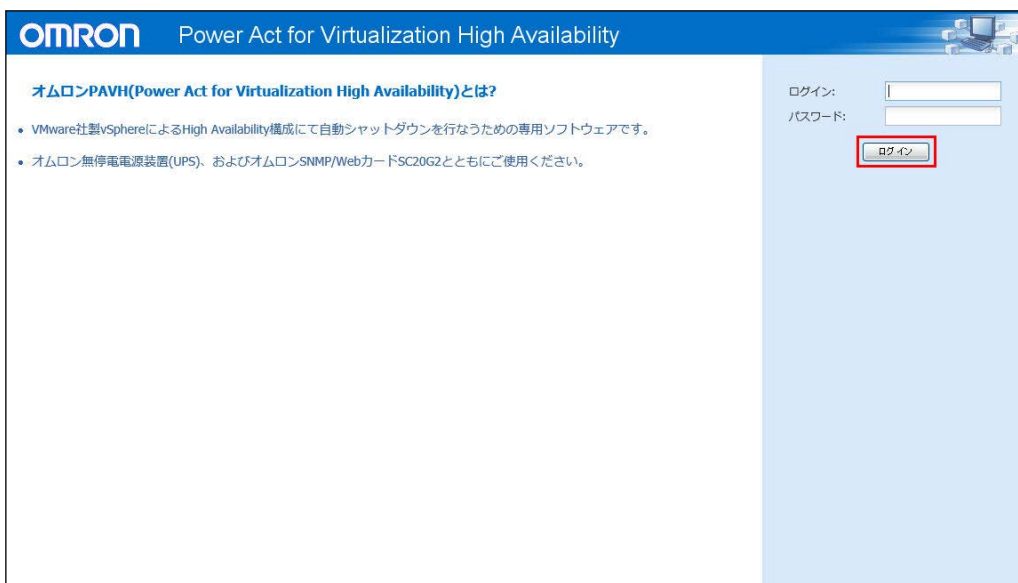 OMRON Power Act for Virtualization High Availability
オムロンPAVH(Power Act for Virtualization High Availability)とは?
• VMware社製vSphereによるHigh Availability構成にて自動シャットダウンを行なうための専用ソフトウェアです。
• オムロン無停電電源装置(UPS)、およびオムロンSNMP/WebカードSC20G2とともにご使用ください。
ログイン:
パスワード:
ログイン